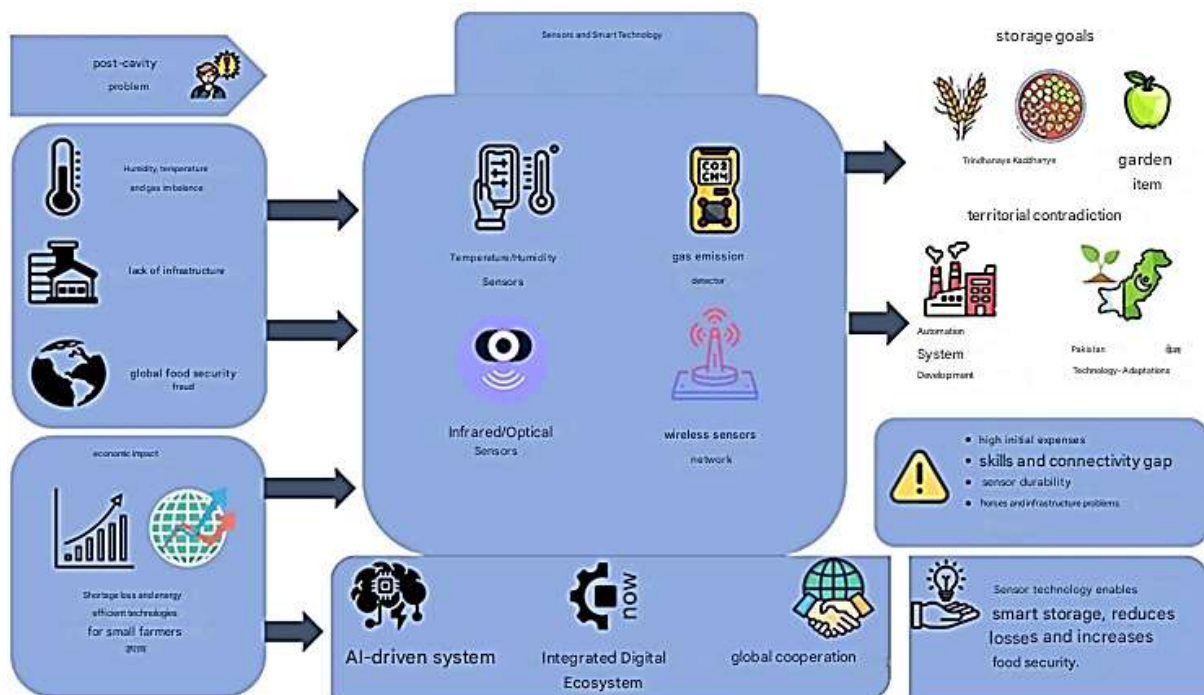 post-cavity
problem
Humidity, temperature
and gas imbalance
lack of infrastructure
global food security
fraud
economic impact
Shortage loss and energy
efficient technologies
for small farmers
उपाय
Sensors and Smart Technology
Temperature/Humidity
Sensors
CO2
CH4
gas emission
detector
Infrared/Optical
Sensors
wireless sensors
network
storage goals
Trindhanaya Kaddhanye
garden
item
territorial contradiction
Automation
System
Development
Pakistan
Technology-Adaptations
high initial expenses
skills and connectivity gap
sensor durability
horses and infrastructure problems
AI-driven system
now
Integrated Digital
Ecosystem
global cooperation
Sensor technology enables
smart storage, reduces
losses and increases
food security.